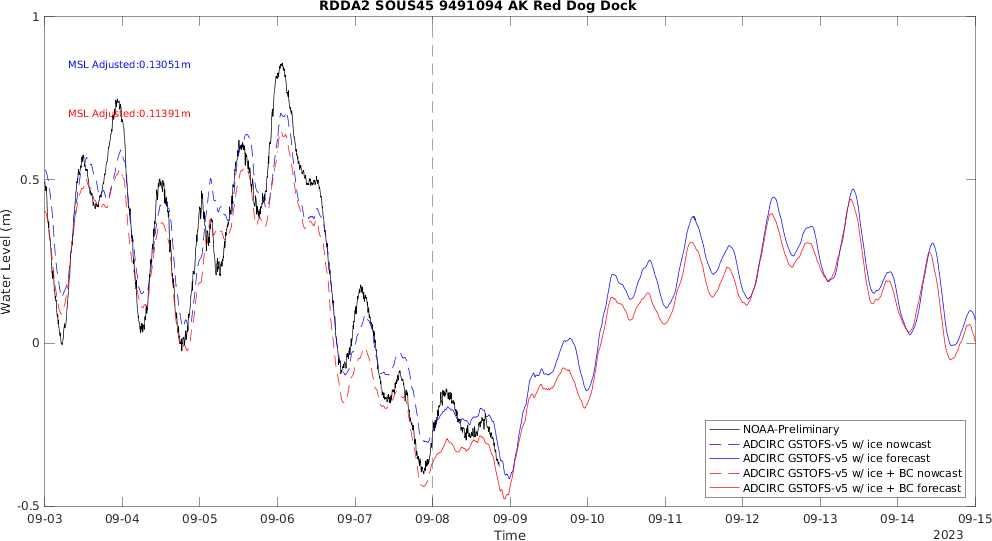 RDDA2 SOUS45 9491094 AK Red Dog Dock
1
0.5
0
-0.5
Water Level (m)
MSL Adjusted:0.13051m
MSL Adjusted:0.11391m
NOAA-Preliminary
ADCIRC GSTOFS-v5 w/ ice nowcast
ADCIRC GSTOFS-v5 w/ ice forecast
ADCIRC GSTOFS-v5 w/ ice + BC nowcast
ADCIRC GSTOFS-v5 w/ ice + BC forecast
09-03 09-04 09-05 09-06 09-07 09-08 09-09 09-10 09-11 09-12 09-13 09-14 09-15
Time
2023